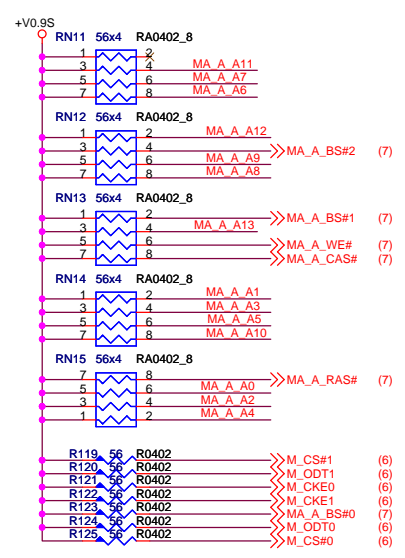 +V0.9S
RN11 56x4 RA0402_8
1 2
3 4 MA_A_A11
5 6 MA_A_A7
7 8 MA_A_A6
RN12 56x4 RA0402_8
1 2 MA_A_A12
3 4 MA_A_BS#2 (7)
5 6 MA_A_A9
7 8 MA_A_A8
RN13 56x4 RA0402_8
1 2 MA_A_BS#1 (7)
3 4 MA_A_A13
5 6 MA_A_WE# (7)
7 8 MA_A_CAS# (7)
RN14 56x4 RA0402_8
1 2 MA_A_A1
3 4 MA_A_A3
5 6 MA_A_A5
7 8 MA_A_A10
RN15 56x4 RA0402_8
7 8 MA_A_RAS# (7)
5 6 MA_A_A0
3 4 MA_A_A2
1 2 MA_A_A4
R119 56 R0402 M_CS#1 (6)
R120 56 R0402 M_ODT1 (6)
R121 56 R0402 M_CKE0 (6)
R122 56 R0402 M_CKE1 (6)
R123 56 R0402 MA_A_BS#0 (7)
R124 56 R0402 M_ODT0 (6)
R125 56 R0402 M_CS#0 (6)